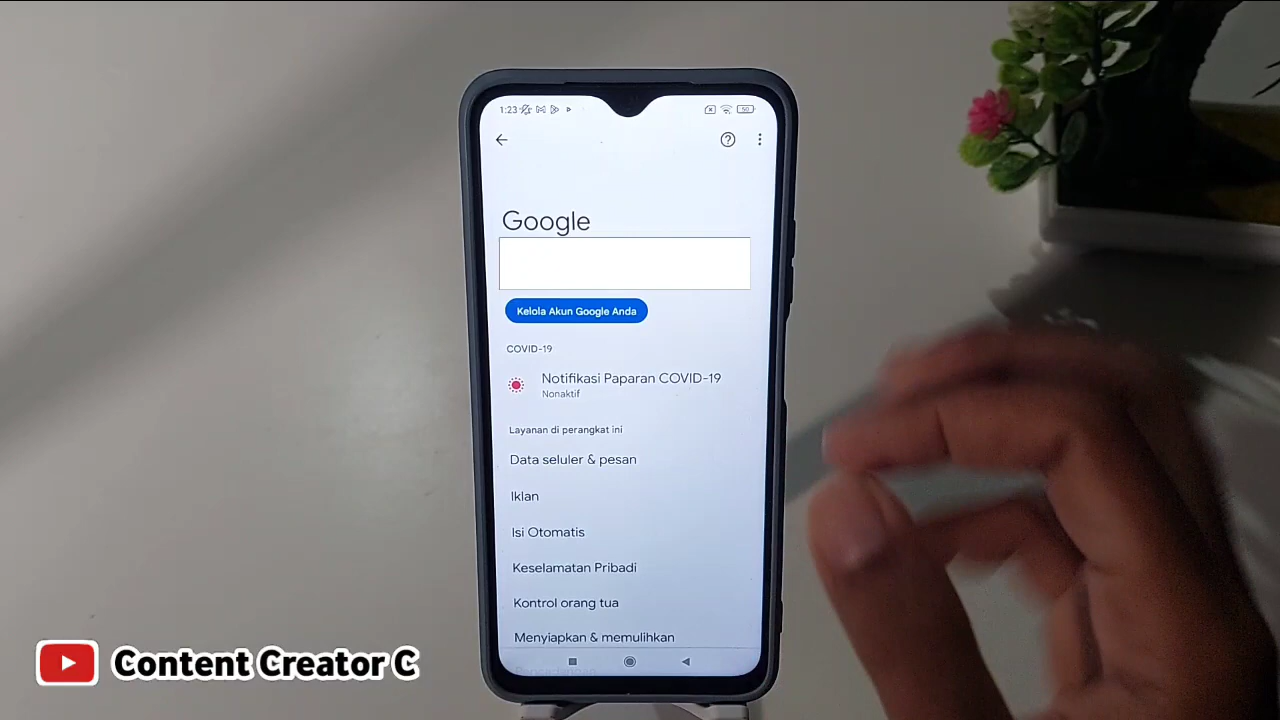 1:23
50
Google
Kelola Akun Google Anda
COVID-19
Notifikasi Paparan COVID-19
Nonaktif
Layanan di perangkat ini
Data seluler & pesan
Iklan
Isi Otomatis
Keselamatan Pribadi
Kontrol orang tua
Menyiapkan & memulihkan
Content Creator C